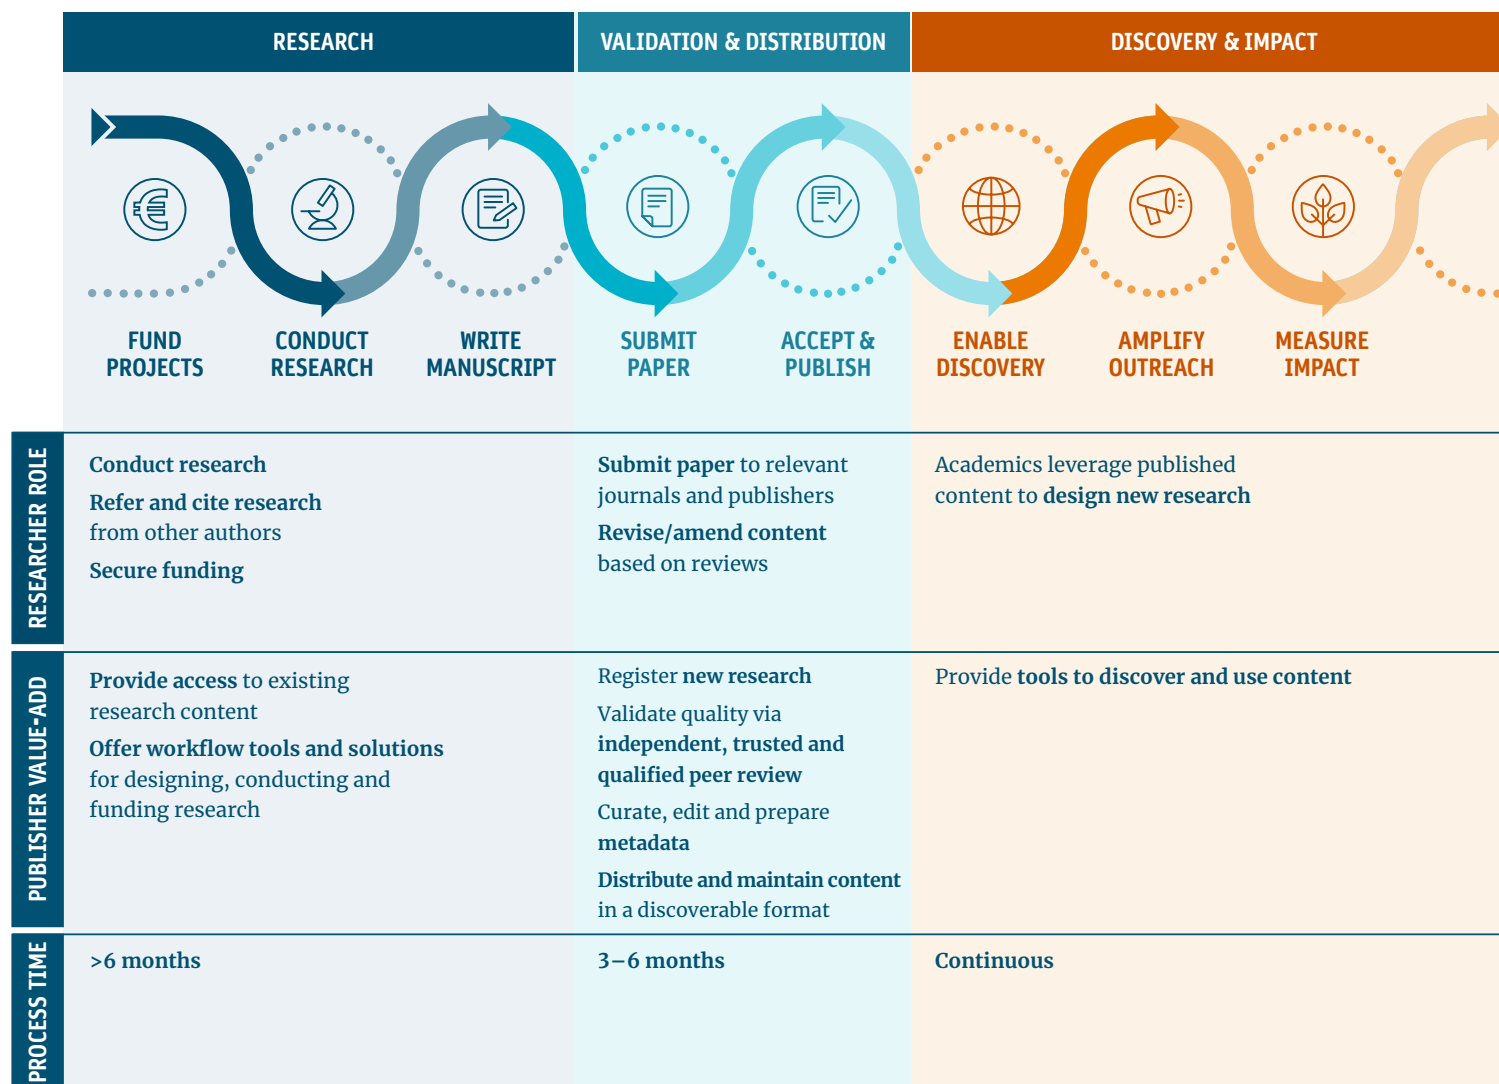 RESEARCH
VALIDATION & DISTRIBUTION
DISCOVERY & IMPACT
FUND
PROJECTS
CONDUCT
RESEARCH
WRITE
MANUSCRIPT
SUBMIT
PAPER
ACCEPT &
PUBLISH
ENABLE
DISCOVERY
AMPLIFY
OUTREACH
MEASURE
IMPACT
RESEARCHER ROLE
Conduct research
Refer and cite research
from other authors
Secure funding
Submit paper to relevant
journals and publishers
Revise/amend content
based on reviews
Academics leverage published
content to design new research
PUBLISHER VALUE-ADD
Provide access to existing
research content
Offer workflow tools and solutions
for designing, conducting and
funding research
Register new research
Validate quality via
independent, trusted and
qualified peer review
Curate, edit and prepare
metadata
Distribute and maintain content
in a discoverable format
Provide tools to discover and use content
PROCESS TIME
>6 months
3–6 months
Continuous